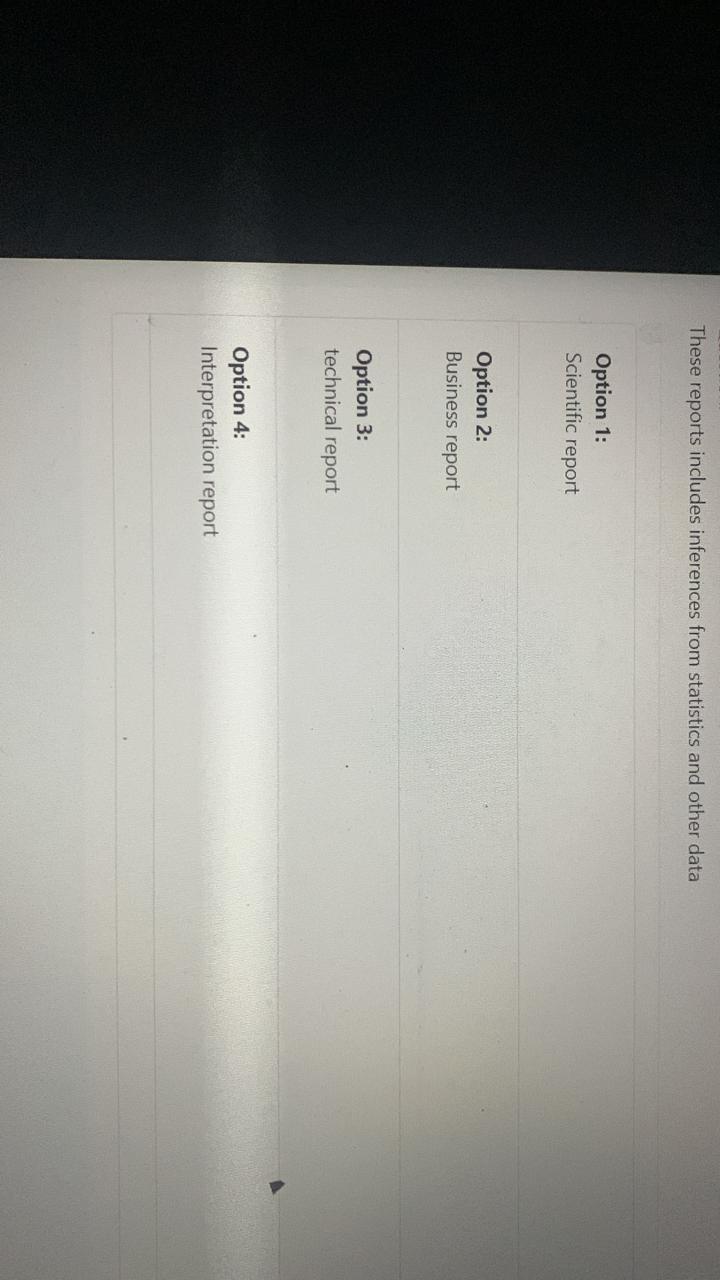 These reports includes inferences from statistics and other data
Option 1:
Scientific report
Option 2:
Business report
Option 3:
technical report
Option 4:
Interpretation report